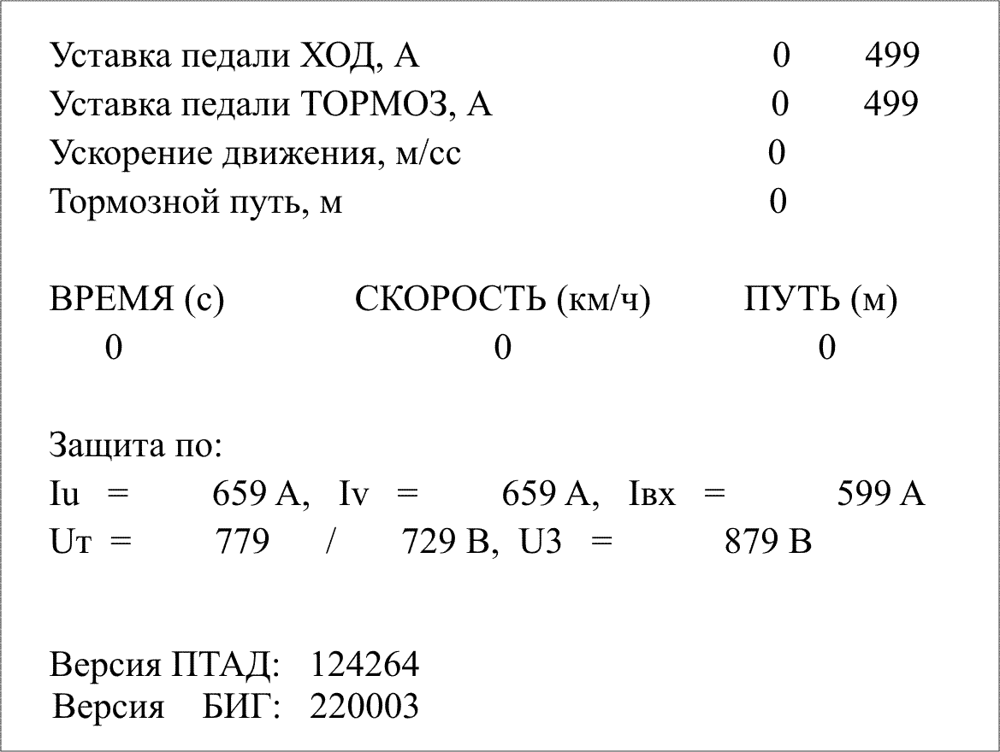 Уставка педали ХОД, А 0 499
Уставка педали ТОРМОЗ, А 0 499
Ускорение движения, м/сс 0
Тормозной путь, м 0
ВРЕМЯ (с) СКОРОСТЬ (км/ч) ПУТЬ (м)
0 0 0
Защита по:
Iu = 659 А, Iv = 659 А, Iвх = 599 А
Uт = 779 / 729 В, U3 = 879 В
Версия ПТАД: 124264
Версия БИГ: 220003